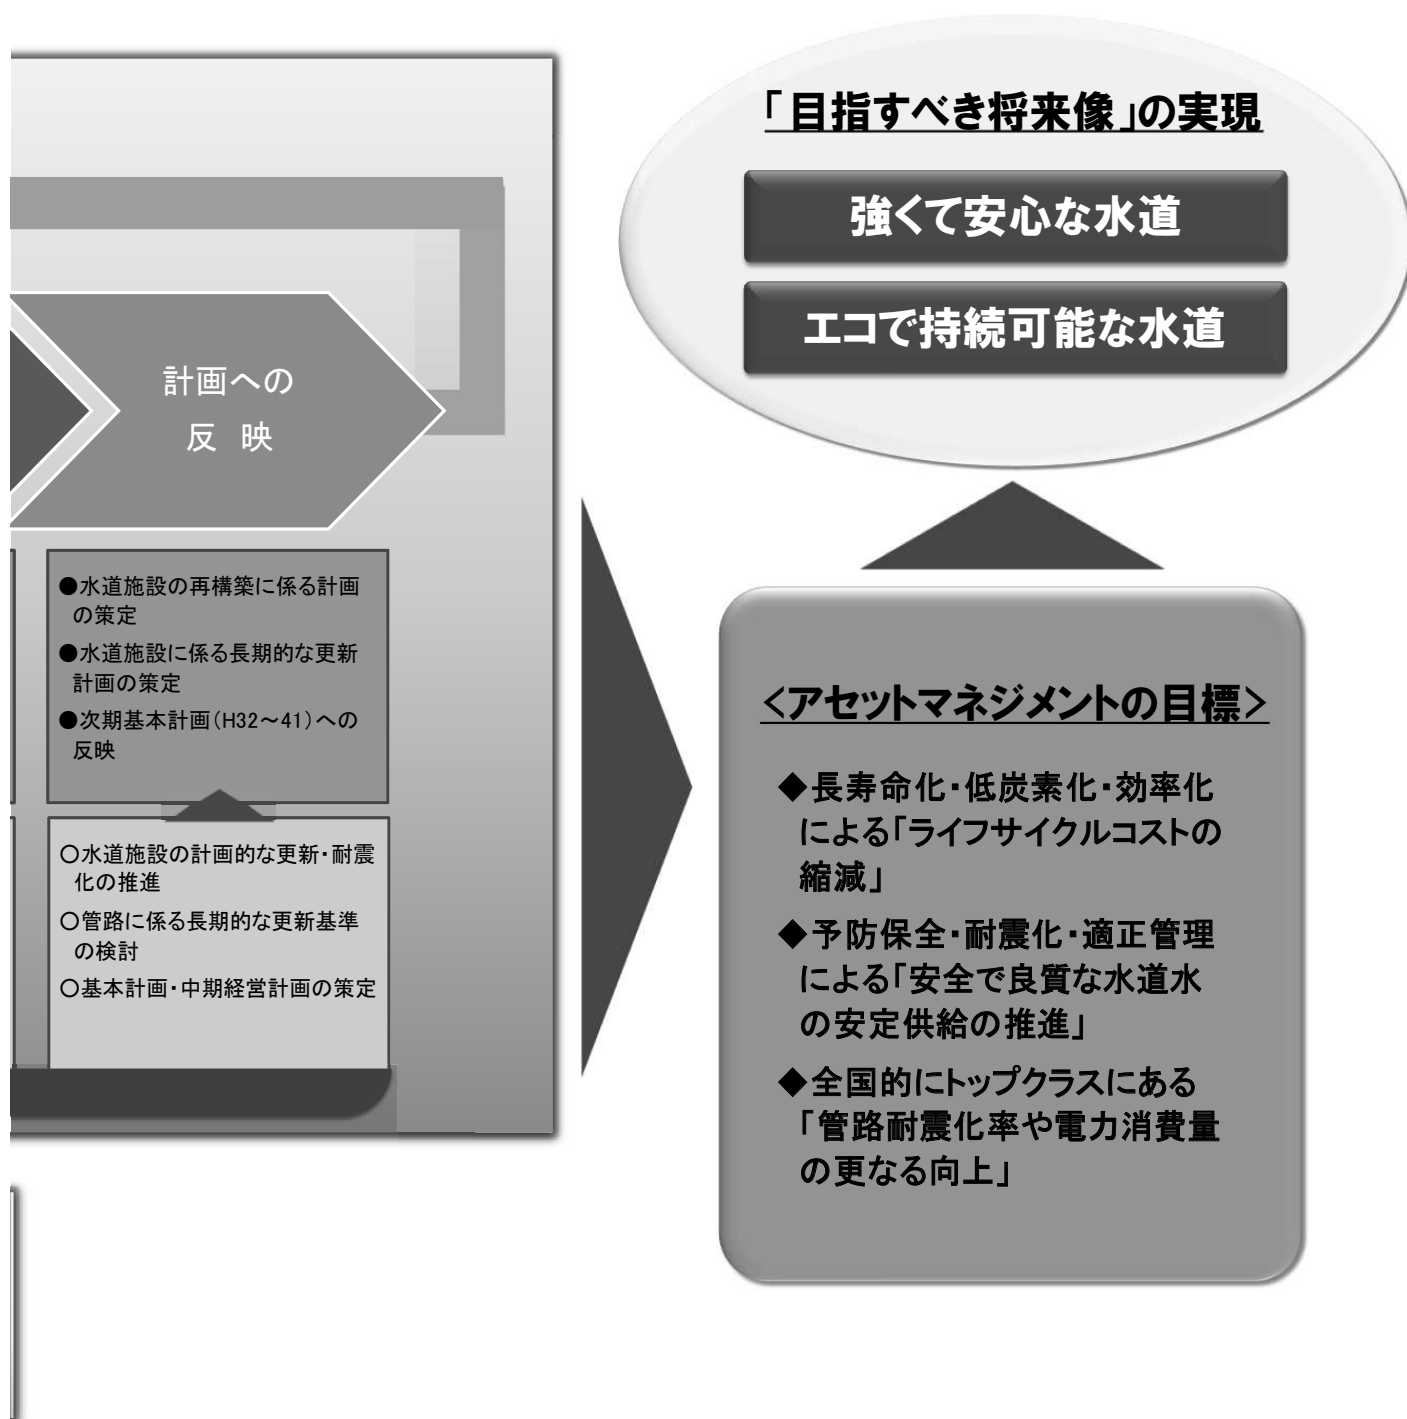 計画への
反 映
●水道施設の再構築に係る計画
の策定
●水道施設に係る長期的な更新
計画の策定
●次期基本計画(H32～41)への
反映
○水道施設の計画的な更新・耐震
化の推進
○管路に係る長期的な更新基準
の検討
○基本計画・中期経営計画の策定
「目指すべき将来像」の実現
強くて安心な水道
エコで持続可能な水道
<アセットマネジメントの目標>
◆長寿命化・低炭素化・効率化
による「ライフサイクルコストの
縮減」
◆予防保全・耐震化・適正管理
による「安全で良質な水道水
の安定供給の推進」
◆全国的にトップクラスにある
「管路耐震化率や電力消費量
の更なる向上」